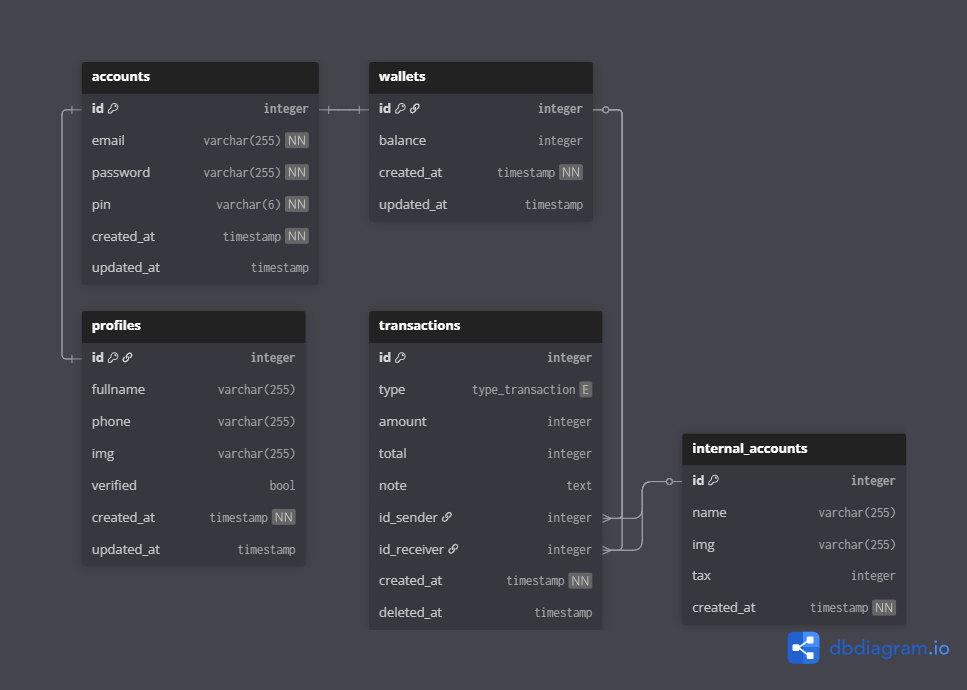 accounts
id integer
email varchar(255) NN
password varchar(255) NN
pin varchar(6) NN
created_at timestamp NN
updated_at timestamp
wallets
id integer
balance integer
created_at timestamp NN
updated_at timestamp
profiles
id integer
fullname varchar(255)
phone varchar(255)
img varchar(255)
verified bool
created_at timestamp NN
updated_at timestamp
transactions
id integer
type type_transaction E
amount integer
total integer
note text
id_sender integer
id_receiver integer
created_at timestamp NN
deleted_at timestamp
internal_accounts
id integer
name varchar(255)
img varchar(255)
tax integer
created_at timestamp NN
dbdiagram.io